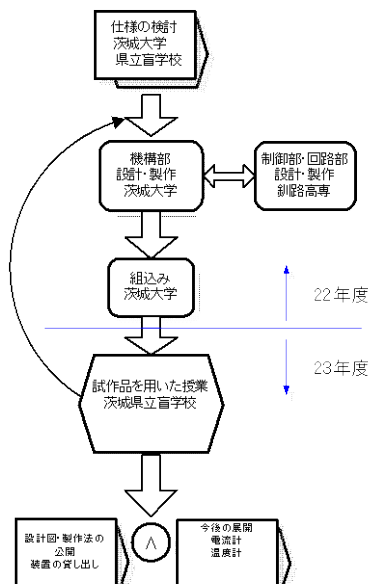 仕様の検討
茨城大学
県立盲学校
機構部
設計・製作
茨城大学
制御部・回路部
設計・製作
釧路高専
組込み
茨城大学
22年度
23年度
試作品を用いた授業
茨城県立盲学校
設計図・製作法の
公開
装置の貸し出し
∧
今後の展開
電流計
温度計